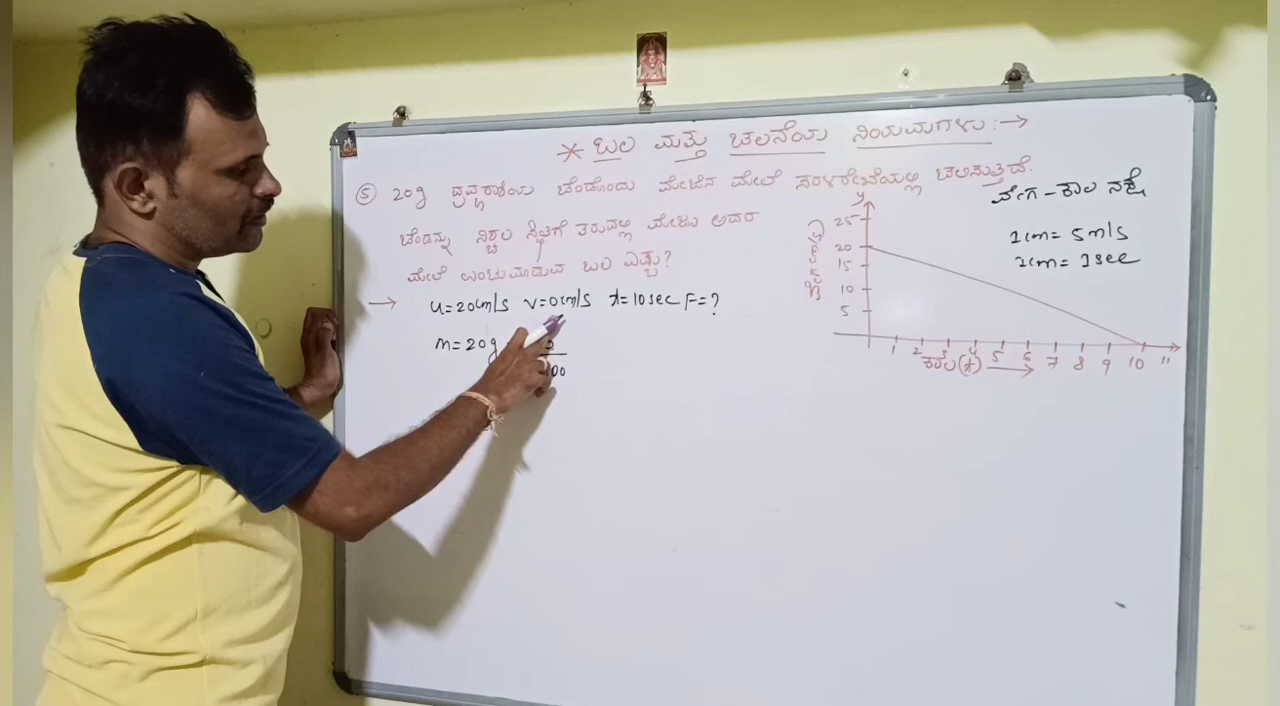 * ಬಲ ಮತ್ತು ಚಲನೆಯ ನಿಯಮಗಳು:→
⑤ 20g ದ್ರವ್ಯರಾಶಿಯ ಚೆಂಡೊಂದು ಮೇಜಿನ ಮೇಲೆ ಸರಳರೇಖೆಯಲ್ಲಿ ಚಲಿಸುತ್ತಿದೆ.
ಚೆಂಡನ್ನು ನಿಶ್ಚಲ ಸ್ಥಿತಿಗೆ ತರುವಲ್ಲಿ ಮೇಜು ಅದರ
ಮೇಲೆ ಉಂಟುಮಾಡುವ ಬಲ ಎಷ್ಟು?
→ u=20cm/s v=0cm/s t=10sec F=?
m=20g
ವೇಗ-ಕಾಲ ನಕ್ಷೆ
1cm = 5m/s
1cm = 1sec
y
25
20
15
10
5
1 2 3 4 5 6 7 8 9 10 11
ಕಾಲ(t) →